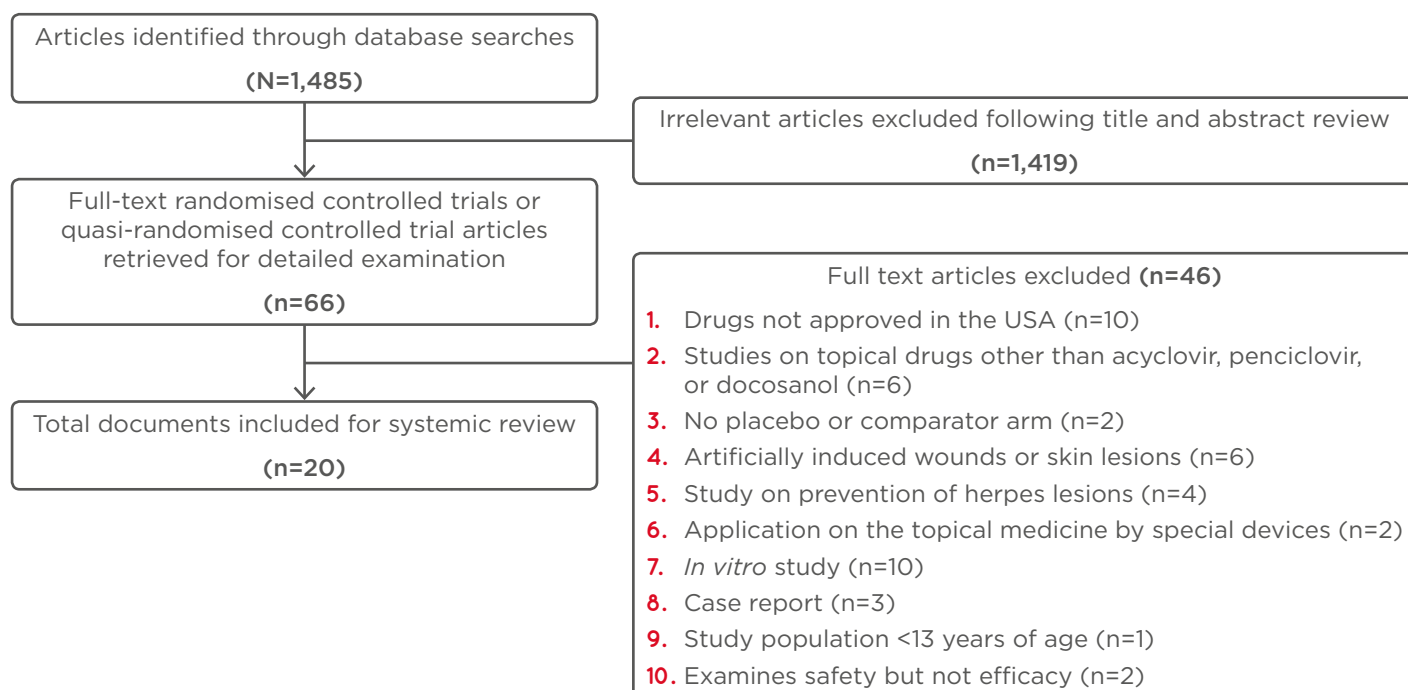 Articles identified through database searches
(N=1,485)
Irrelevant articles excluded following title and abstract review
(n=1,419)
Full-text randomised controlled trials or
quasi-randomised controlled trial articles
retrieved for detailed examination
(n=66)
Full text articles excluded (n=46)
1. Drugs not approved in the USA (n=10)
2. Studies on topical drugs other than acyclovir, penciclovir,
or docosanol (n=6)
3. No placebo or comparator arm (n=2)
4. Artificially induced wounds or skin lesions (n=6)
5. Study on prevention of herpes lesions (n=4)
6. Application on the topical medicine by special devices (n=2)
7. In vitro study (n=10)
8. Case report (n=3)
9. Study population <13 years of age (n=1)
10. Examines safety but not efficacy (n=2)
Total documents included for systemic review
(n=20)